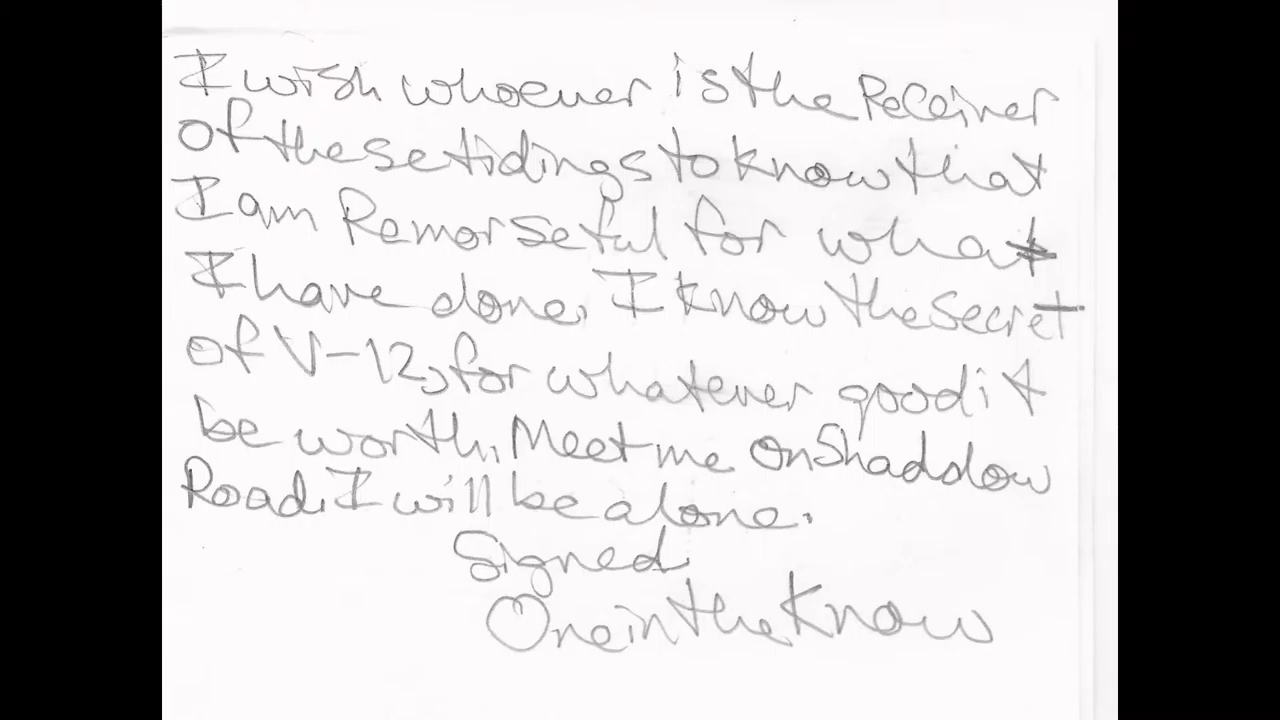 I wish whoever is the Receiver
Of these tidings to know that
I am Remorseful for what
I have done. I know the secret
of V-12, for whatever good it
be worth. Meet me On Shaddow
Road. I will be alone.
Signed
One in the Know